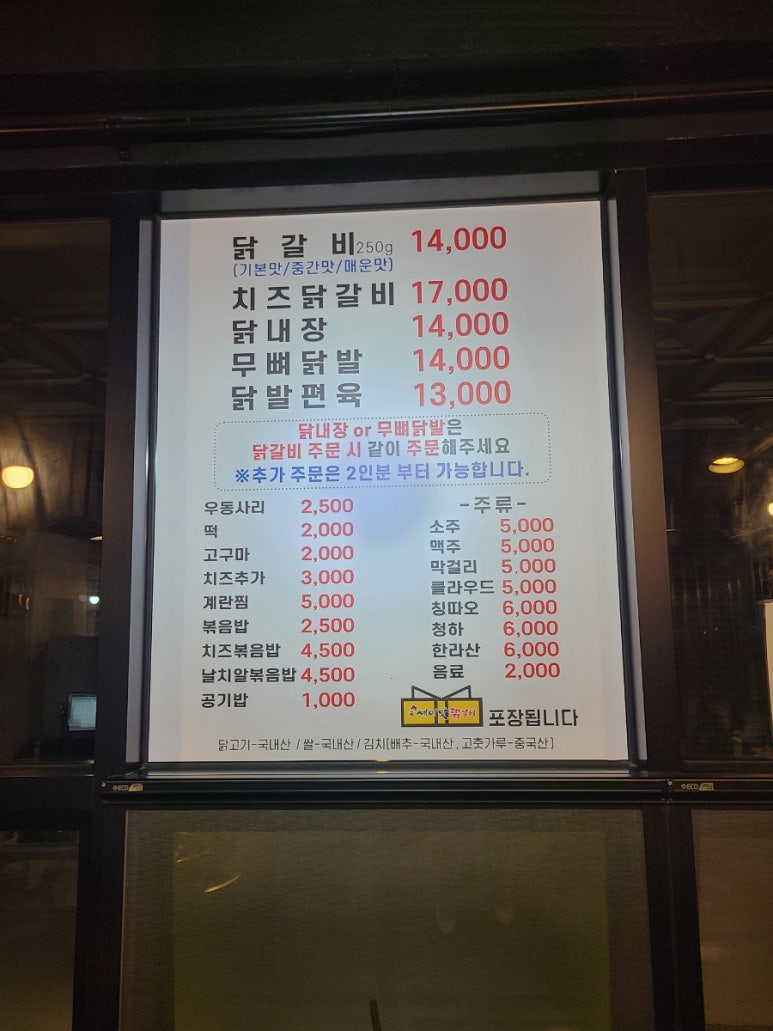 닭갈비250g 14,000
(기본맛/중간맛/매운맛)
치즈닭갈비 17,000
닭내장 14,000
무뼈닭발 14,000
닭발편육 13,000
닭내장 or 무뼈닭발은
닭갈비 주문 시 같이 주문해주세요
※추가 주문은 2인분 부터 가능합니다.
우동사리 2,500
떡 2,000
고구마 2,000
치즈추가 3,000
계란찜 5,000
볶음밥 2,500
치즈볶음밥 4,500
날치알볶음밥 4,500
공기밥 1,000
-주류-
소주 5,000
맥주 5,000
막걸리 5,000
클라우드 5,000
칭따오 6,000
청하 6,000
한라산 6,000
음료 2,000
포장됩니다
닭고기-국내산 / 쌀-국내산 / 김치[배추-국내산, 고춧가루-중국산]
ECO
ECO